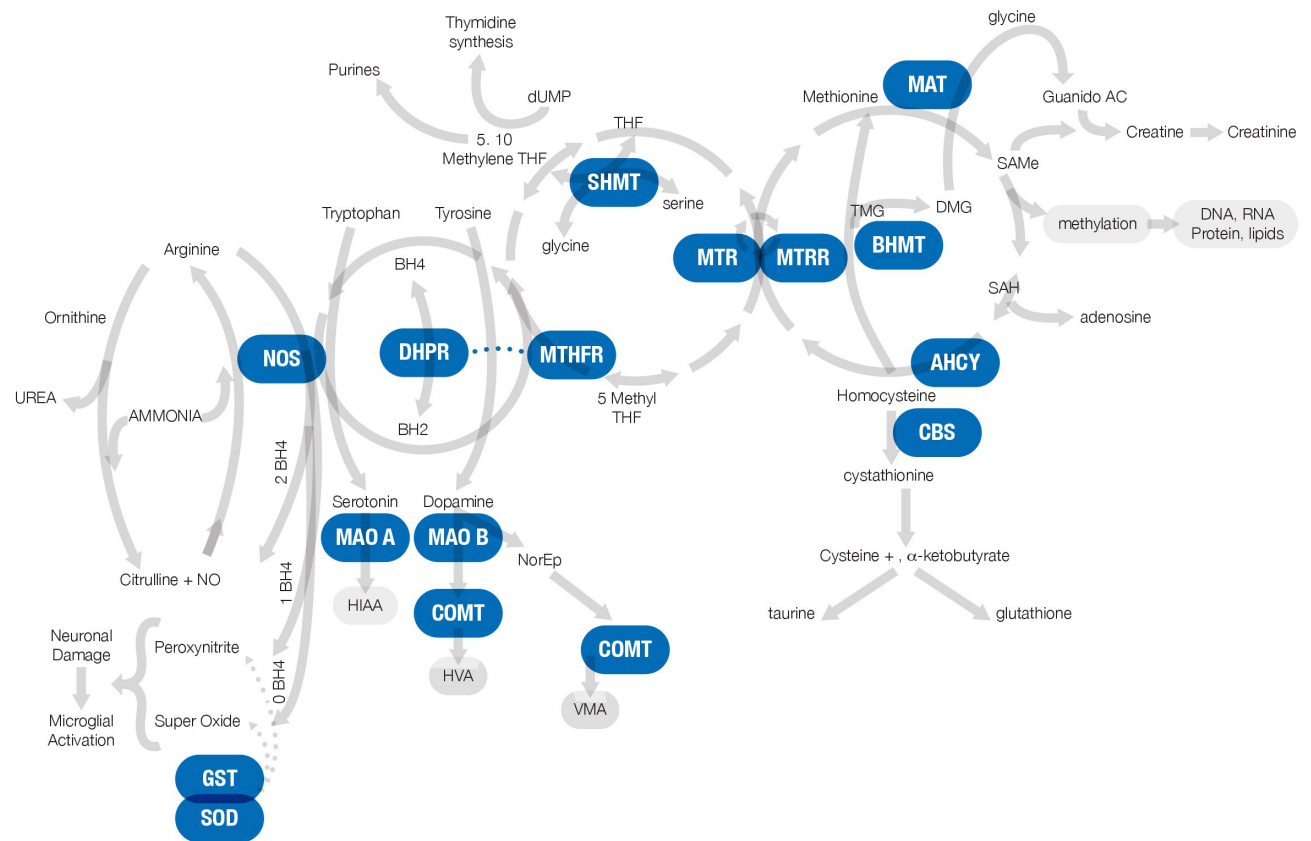 glycine
Thymidine
synthesis
Purines
dUMP
MAT
Methionine
Guanido AC
THF
5. 10
Methylene THF
Creatine
Creatinine
SAMe
SHMT
serine
Tryptophan
Tyrosine
TMG
DMG
methylation
DNA, RNA
Protein, lipids
glycine
Arginine
BH4
MTR
MTRR
BHMT
SAH
Ornithine
adenosine
NOS
DHPR
MTHFR
AHCY
UREA
AMMONIA
5 Methyl
THF
Homocysteine
BH2
CBS
2 BH4
cystathionine
Serotonin
Dopamine
MAO A
MAO B
NorEp
Cysteine + , α-ketobutyrate
Citrulline + NO
1 BH4
HIAA
COMT
taurine
glutathione
Neuronal
Damage
Peroxynitrite
COMT
HVA
0 BH4
VMA
Microglial
Activation
Super Oxide
GST
SOD